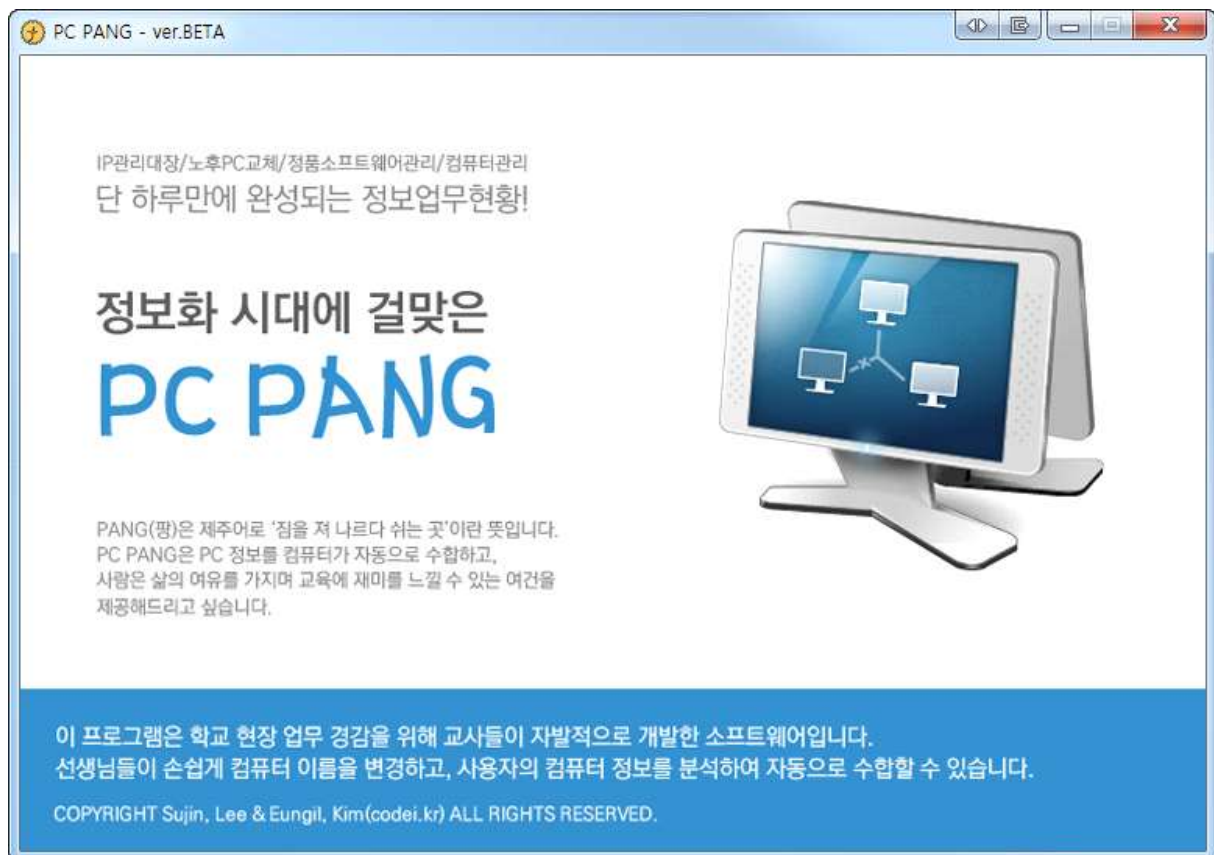 PC PANG - ver.BETA
IP관리대장/노후PC교체/정품소프트웨어관리/컴퓨터관리
단 하루만에 완성되는 정보업무현황!
정보화 시대에 걸맞은
PC PANG
PANG(팡)은 제주어로 '짐을 져 나르다 쉬는 곳'이란 뜻입니다.
PC PANG은 PC 정보를 컴퓨터가 자동으로 수합하고,
사람은 삶의 여유를 가지며 교육에 재미를 느낄 수 있는 여건을
제공해드리고 싶습니다.
이 프로그램은 학교 현장 업무 경감을 위해 교사들이 자발적으로 개발한 소프트웨어입니다.
선생님들이 손쉽게 컴퓨터 이름을 변경하고, 사용자의 컴퓨터 정보를 분석하여 자동으로 수합할 수 있습니다.
COPYRIGHT Sujin, Lee & Eungil, Kim(codei.kr) ALL RIGHTS RESERVED.